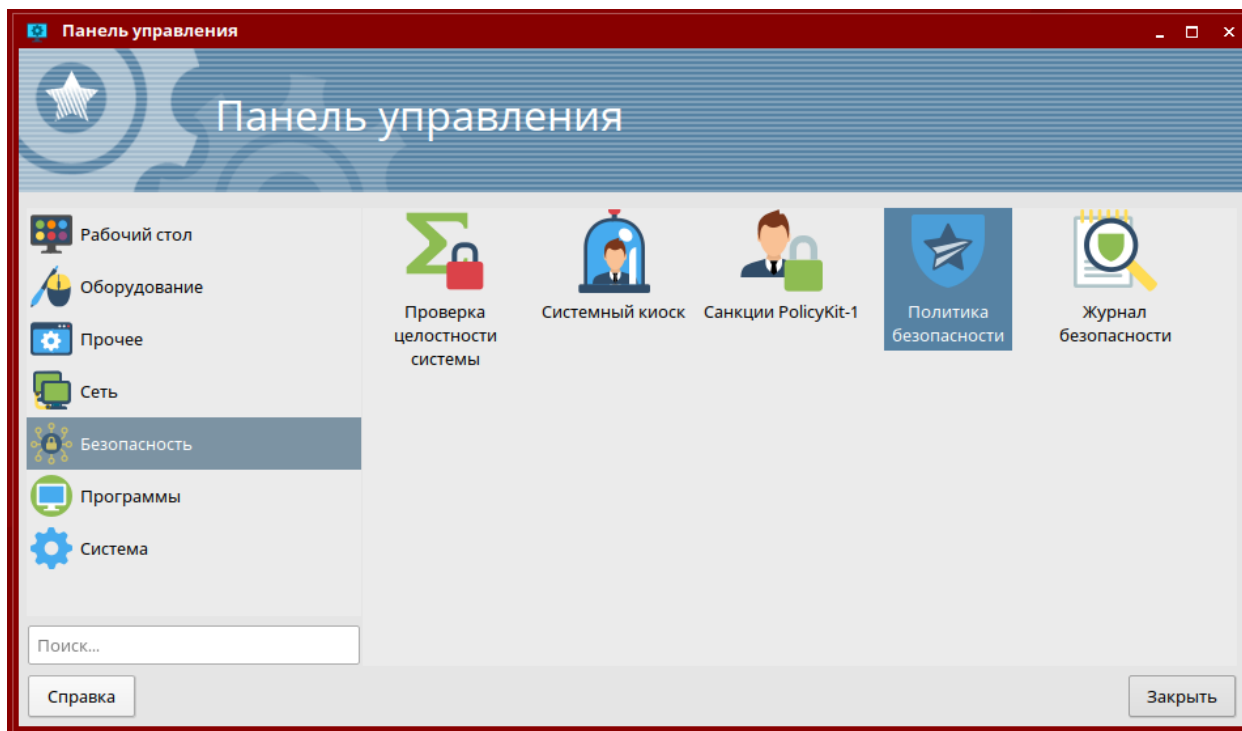 Панель управления
Панель управления
Рабочий стол
Оборудование
Прочее
Сеть
Безопасность
Программы
Система
Проверка
целостности
системы
Системный киоск
Санкции PolicyKit-1
Политика
безопасности
Журнал
безопасности
Поиск...
Справка
Закрыть